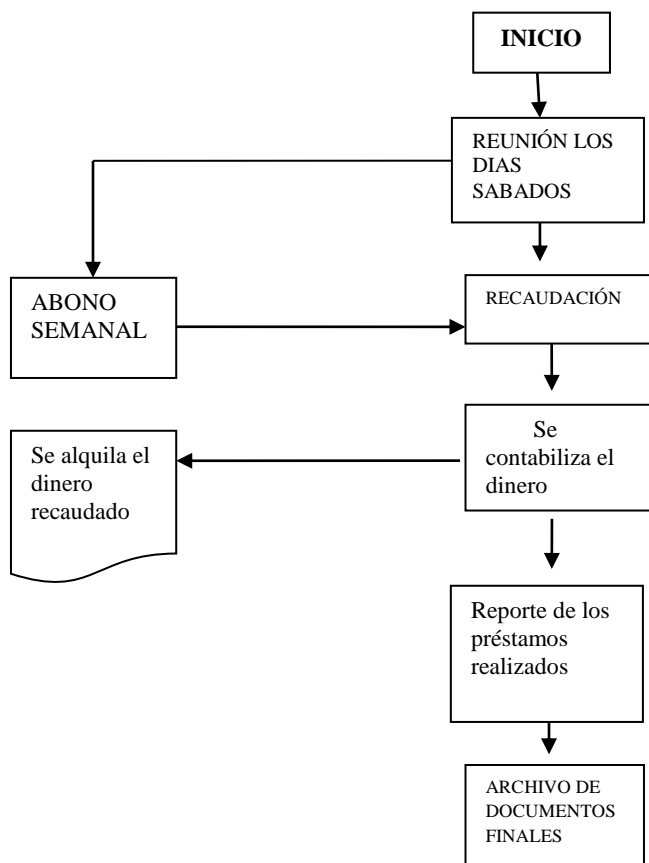 INICIO
REUNIÓN LOS
DIAS
SABADOS
ABONO
SEMANAL
RECAUDACIÓN
Se
contabiliza el
dinero
Se alquila el
dinero
recaudado
Reporte de los
préstamos
realizados
ARCHIVO DE
DOCUMENTOS
FINALES